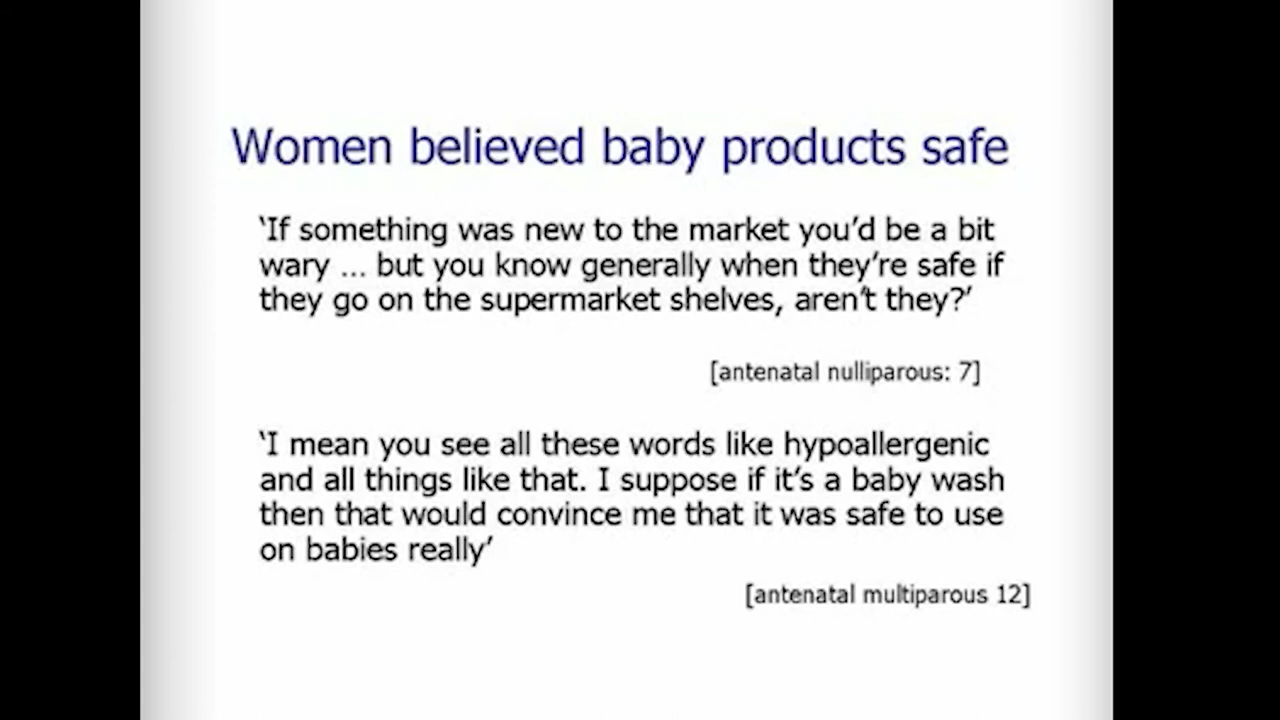 Women believed baby products safe
‘If something was new to the market you’d be a bit
wary ... but you know generally when they’re safe if
they go on the supermarket shelves, aren’t they?’
[antenatal nulliparous: 7]
‘I mean you see all these words like hypoallergenic
and all things like that. I suppose if it’s a baby wash
then that would convince me that it was safe to use
on babies really’
[antenatal multiparous 12]